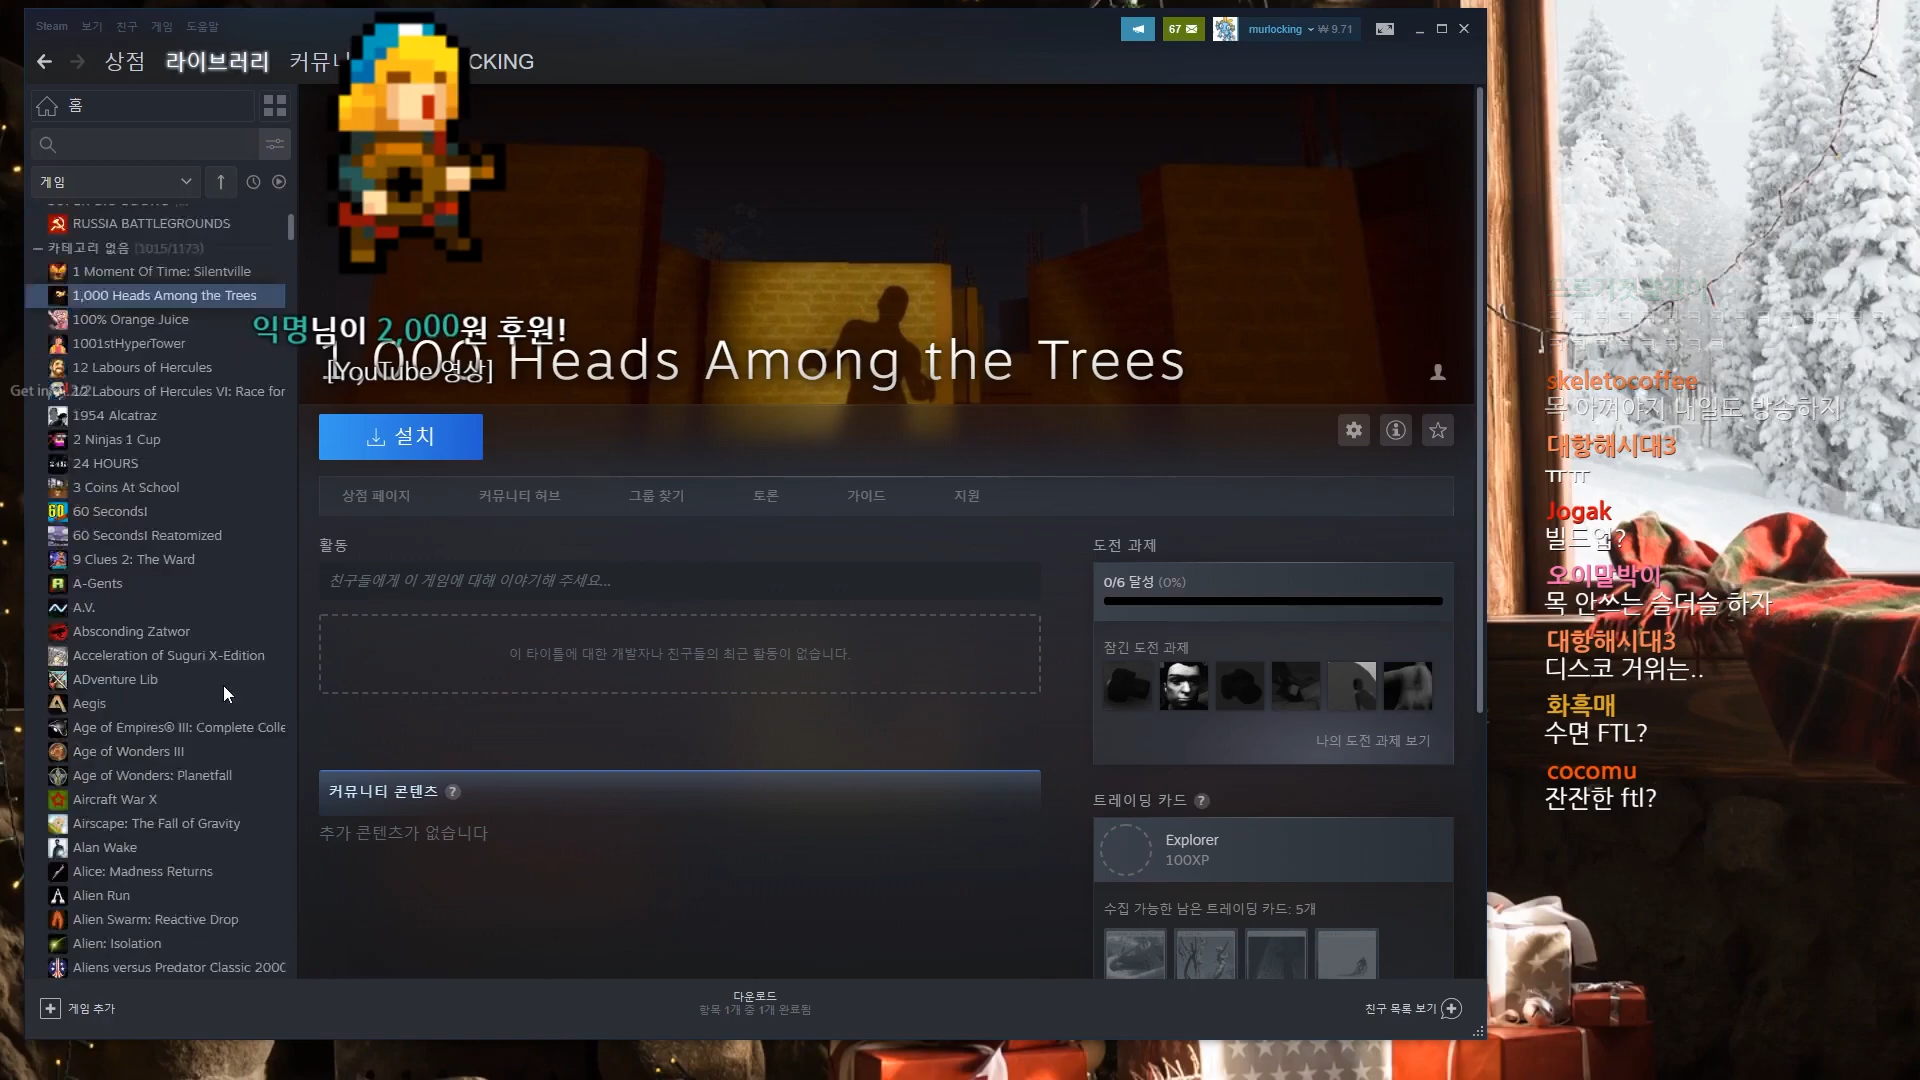 Steam 보기 친구 게임 도움말
67
murlocking ₩ 9.71
상점 라이브러리 커뮤니 CKING
홈
게임
RUSSIA BATTLEGROUNDS
카테고리 없음 (1015/1173)
1 Moment Of Time: Silentville
1,000 Heads Among the Trees
100% Orange Juice
1001stHyperTower
12 Labours of Hercules
12 Labours of Hercules VI: Race for
1954 Alcatraz
2 Ninjas 1 Cup
24 HOURS
3 Coins At School
60 Seconds!
60 Seconds! Reatomized
9 Clues 2: The Ward
A-Gents
A.V.
Absconding Zatwor
Acceleration of Suguri X-Edition
ADventure Lib
Aegis
Age of Empires® III: Complete Colle
Age of Wonders III
Age of Wonders: Planetfall
Aircraft War X
Airscape: The Fall of Gravity
Alan Wake
Alice: Madness Returns
Alien Run
Alien Swarm: Reactive Drop
Alien: Isolation
Aliens versus Predator Classic 2000
게임 추가
익명님이 2,000원 후원!
[YouTube 영상]
1,000 Heads Among the Trees
설치
상점 페이지 커뮤니티 허브 그룹 찾기 토론 가이드 지원
활동
친구들에게 이 게임에 대해 이야기해 주세요...
이 타이틀에 대한 개발자나 친구들의 최근 활동이 없습니다.
커뮤니티 콘텐츠 ?
추가 콘텐츠가 없습니다
도전 과제
0/6 달성 (0%)
잠긴 도전 과제
나의 도전 과제 보기
트레이딩 카드 ?
Explorer
100XP
수집 가능한 남은 트레이딩 카드: 5개
다운로드
항목 1개 중 1개 완료됨
친구 목록 보기
skeletocoffee
목 아껴야지 내일도 방송하지
대항해시대3
ㅠㅠ
Jogak
빌드업?
오이말박이
목 안쓰는 슬더슬 하자
대항해시대3
디스코 거위는..
화흑매
수면 FTL?
cocomu
잔잔한 ftl?